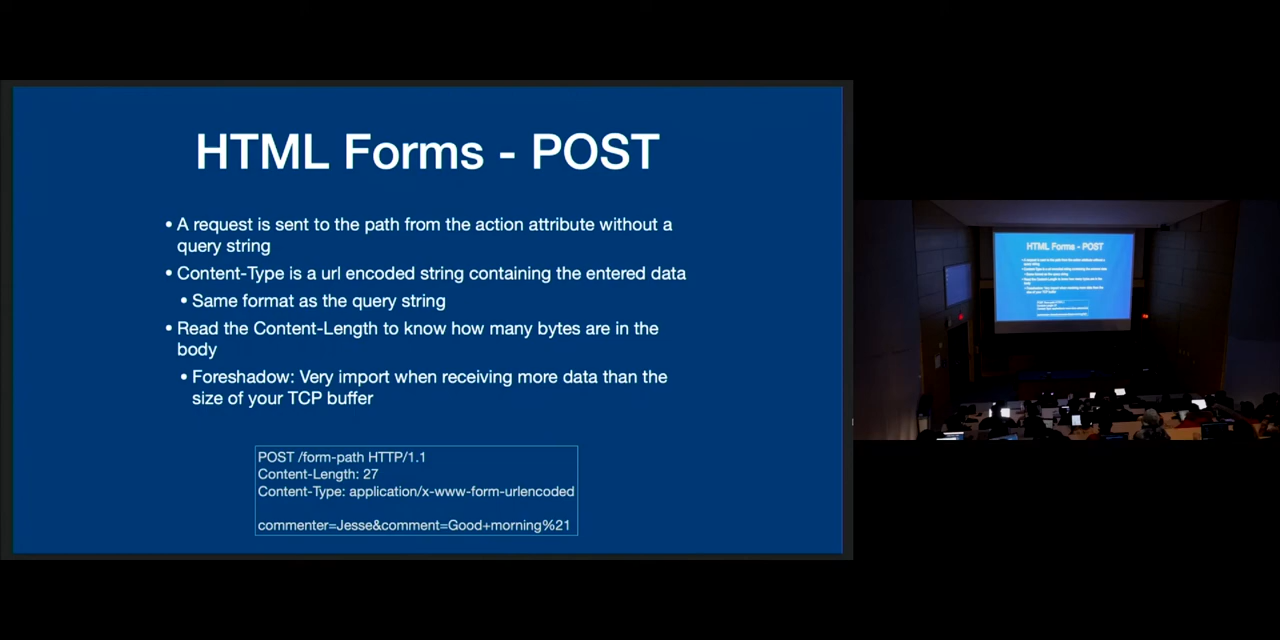 HTML Forms - POST
• A request is sent to the path from the action attribute without a
query string
• Content-Type is a url encoded string containing the entered data
• Same format as the query string
• Read the Content-Length to know how many bytes are in the
body
• Foreshadow: Very import when receiving more data than the
size of your TCP buffer
POST /form-path HTTP/1.1
Content-Length: 27
Content-Type: application/x-www-form-urlencoded
commenter=Jesse&comment=Good+morning%21
HTML Forms - POST